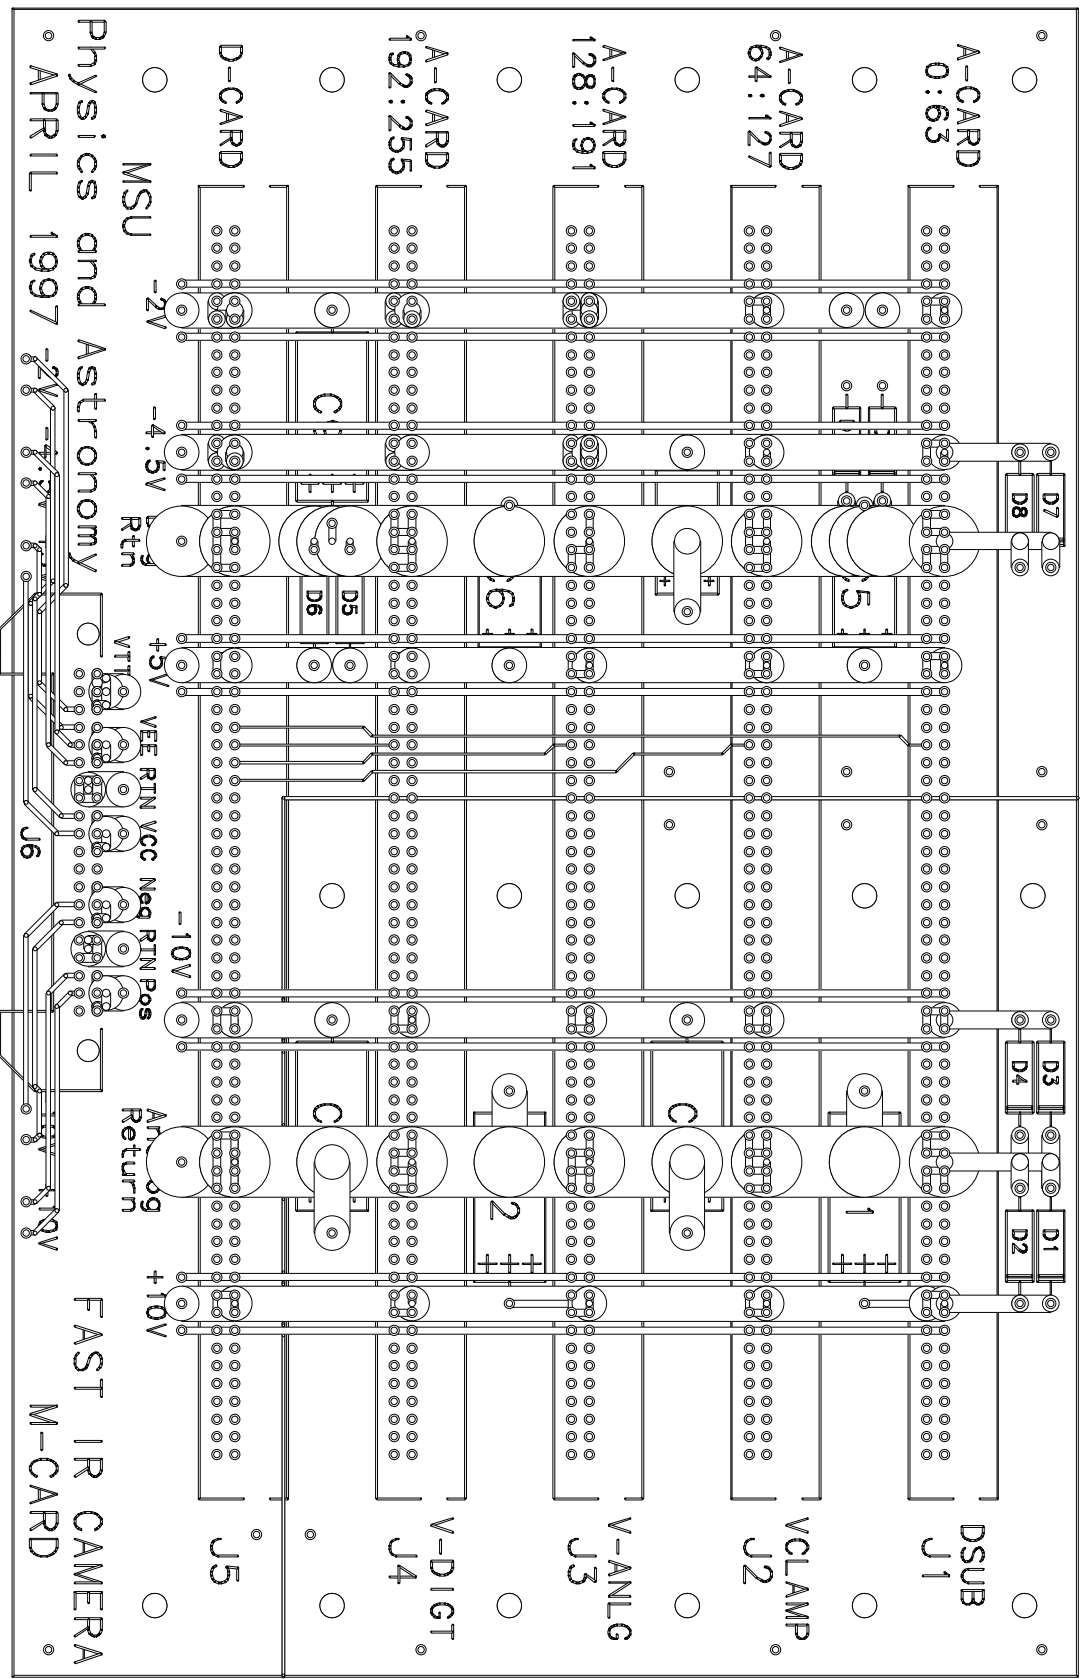 A-CARD
0:63
A-CARD
64:127
A-CARD
128:191
A-CARD
192:255
D-CARD
Physics and Astronomy
APRIL 1997
MSU
-2V
-4.5V
Rtn
+5V
-10V
Return
+10V
D7
D8
D5
D6
D3
D4
D1
D2
VEE
RTN
VCC
Neg
RTN
Pos
J6
DSUB
J1
VCLAMP
J2
V-ANLG
J3
V-DIGT
J4
J5
FAST IR CAMERA
M-CARD